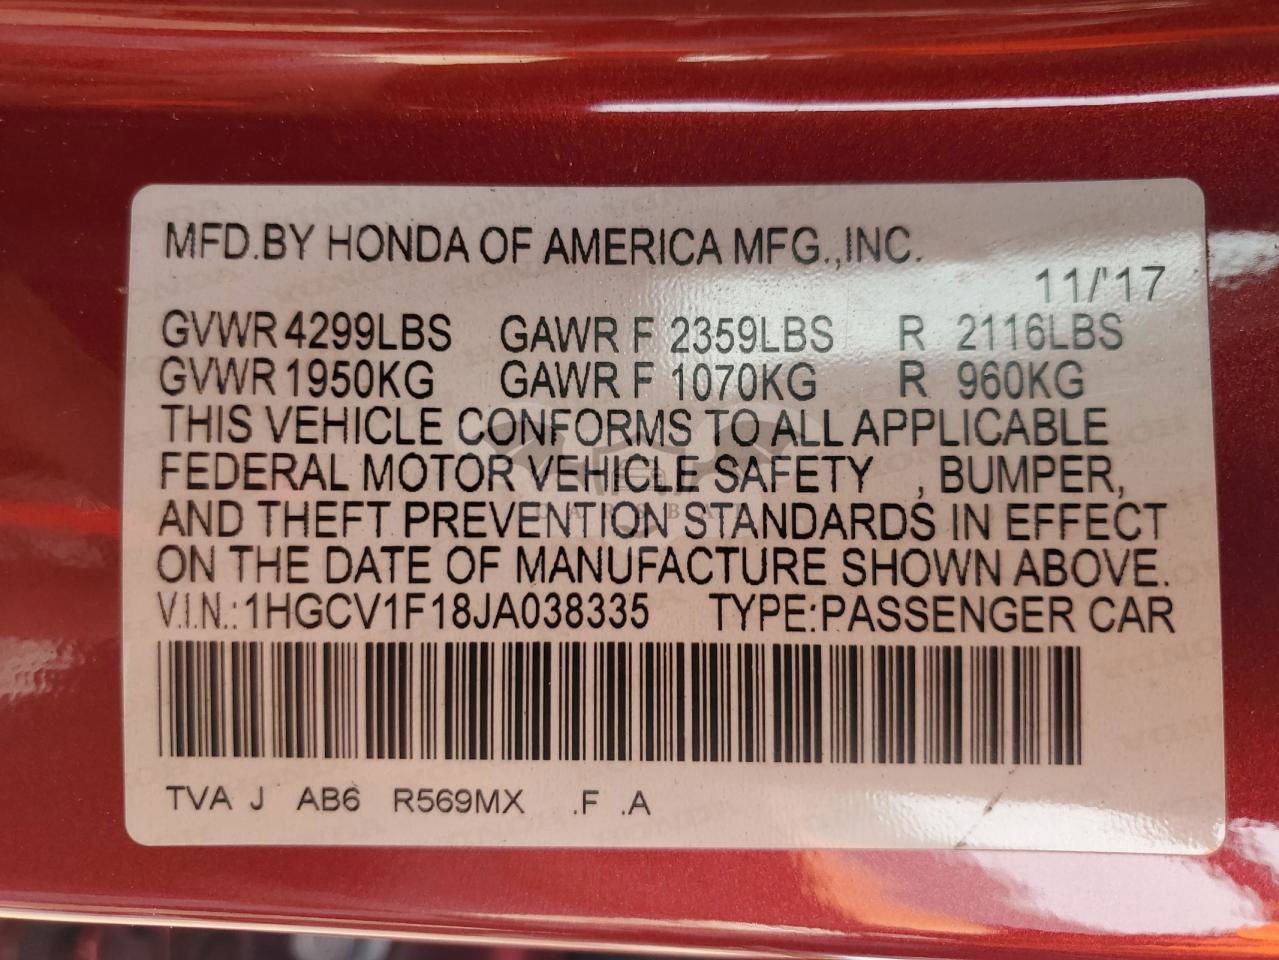 MFD.BY HONDA OF AMERICA MFG.,INC.
11/'17
GVWR 4299LBS GAWR F 2359LBS R 2116LBS
GVWR 1950KG GAWR F 1070KG R 960KG
THIS VEHICLE CONFORMS TO ALL APPLICABLE
FEDERAL MOTOR VEHICLE SAFETY , BUMPER,
AND THEFT PREVENTION STANDARDS IN EFFECT
ON THE DATE OF MANUFACTURE SHOWN ABOVE.
V.I.N.:1HGCV1F18JA038335 TYPE:PASSENGER CAR
TVA J AB6 R569MX .F .A